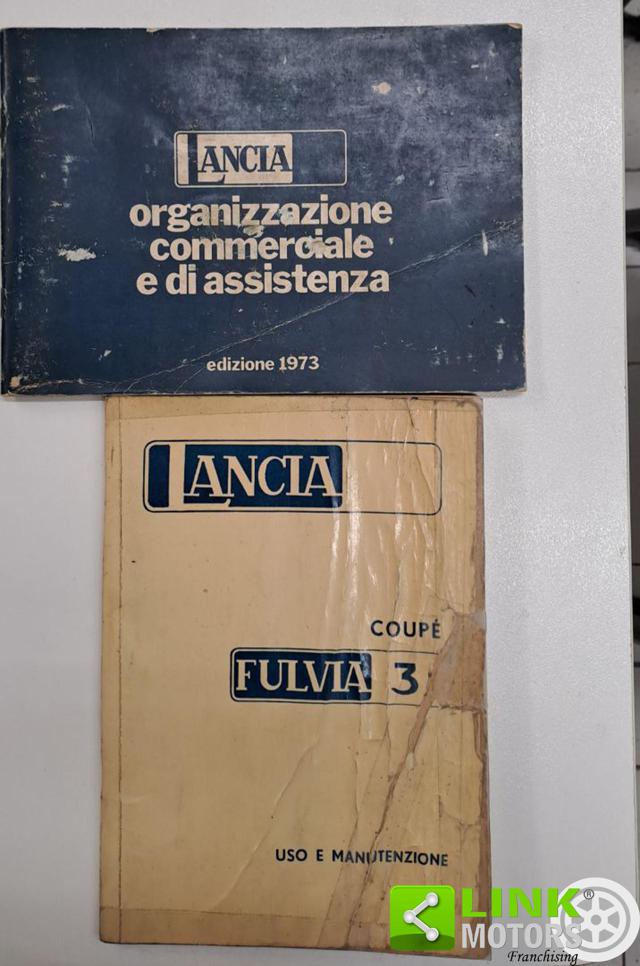 LANCIA
organizzazione
commerciale
e di assistenza
edizione 1973
LANCIA
COUPÉ
FULVIA 3
USO E MANUTENZIONE
LINK®
MOTORS
Franchising